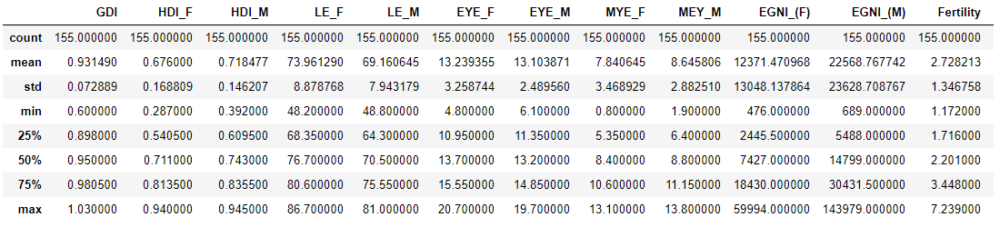 GDI HDI_F HDI_M LE_F LE_M EYE_F EYE_M MYE_F MEY_M EGNI_(F) EGNI_(M) Fertility
count 155.000000 155.000000 155.000000 155.000000 155.000000 155.000000 155.000000 155.000000 155.000000 155.000000 155.000000 155.000000
mean 0.931490 0.676000 0.718477 73.961290 69.160645 13.239355 13.103871 7.840645 8.645806 12371.470968 22568.767742 2.728213
std 0.072889 0.168809 0.146207 8.878768 7.943179 3.258744 2.489560 3.468929 2.882510 13048.137864 23628.708767 1.346758
min 0.600000 0.287000 0.392000 48.200000 48.800000 4.800000 6.100000 0.800000 1.900000 476.000000 689.000000 1.172000
25% 0.898000 0.540500 0.609500 68.350000 64.300000 10.950000 11.350000 5.350000 6.400000 2445.500000 5488.000000 1.716000
50% 0.950000 0.711000 0.743000 76.700000 70.500000 13.700000 13.200000 8.400000 8.800000 7427.000000 14799.000000 2.201000
75% 0.980500 0.813500 0.835500 80.600000 75.550000 15.550000 14.850000 10.600000 11.150000 18430.000000 30431.500000 3.448000
max 1.030000 0.940000 0.945000 86.700000 81.000000 20.700000 19.700000 13.100000 13.800000 59994.000000 143979.000000 7.239000